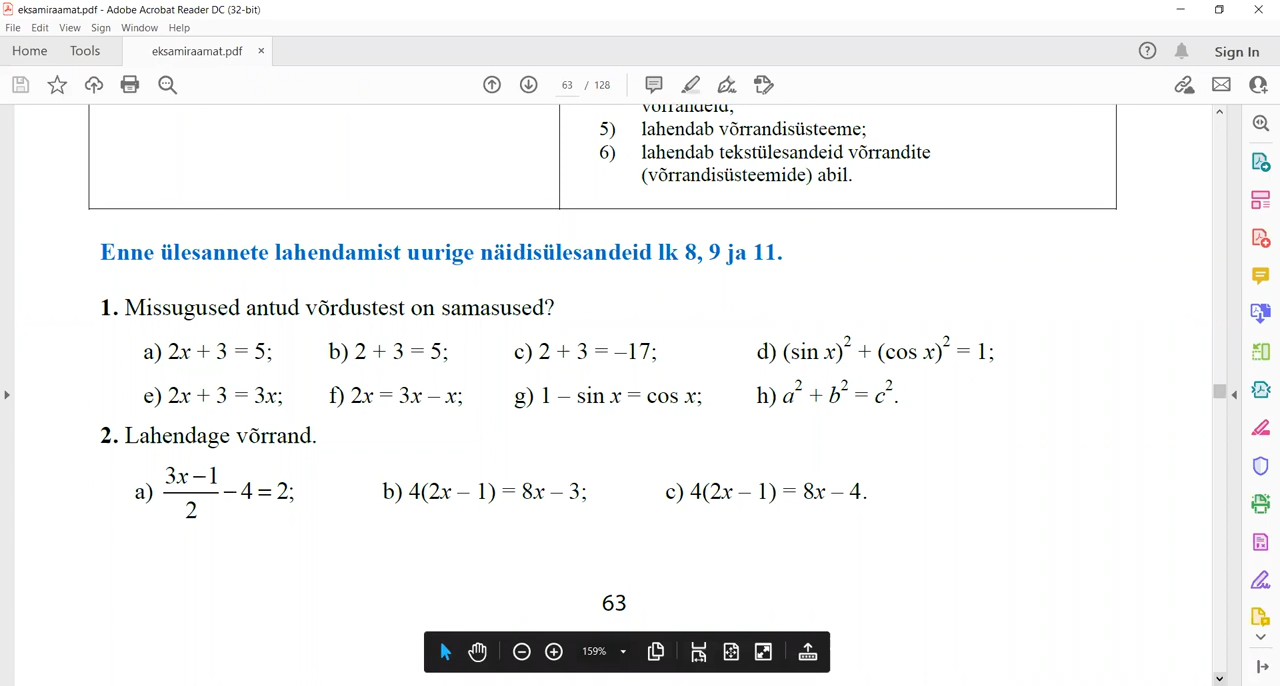 eksamiraamat.pdf - Adobe Acrobat Reader DC (32-bit)
File Edit View Sign Window Help
Home Tools eksamiraamat.pdf × Sign In
63 / 128
võrrandeid;
5) lahendab võrrandisüsteeme;
6) lahendab tekstülesandeid võrrandite
(võrrandisüsteemide) abil.
Enne ülesannete lahendamist uurige näidisülesandeid lk 8, 9 ja 11.
1. Missugused antud võrdustest on samasused?
a) 2x + 3 = 5; b) 2 + 3 = 5; c) 2 + 3 = –17; d) (sin x)² + (cos x)² = 1;
e) 2x + 3 = 3x; f) 2x = 3x – x; g) 1 – sin x = cos x; h) a² + b² = c².
2. Lahendage võrrand.
a) (3x – 1)/2 – 4 = 2; b) 4(2x – 1) = 8x – 3; c) 4(2x – 1) = 8x – 4.
63
159%